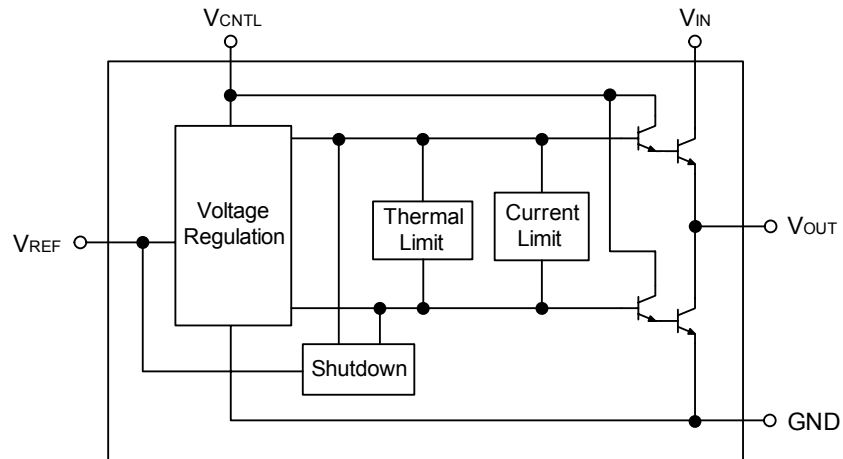 VCNTL
VIN
Voltage
Regulation
Thermal
Limit
Current
Limit
VREF
VOUT
Shutdown
GND